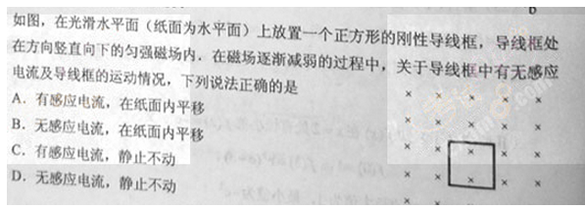 b
如图，在光滑水平面（纸面为水平面）上放置一个正方形的刚性导线框，导线框处
在方向竖直向下的匀强磁场内．在磁场逐渐减弱的过程中，关于导线框中有无感应
电流及导线框的运动情况，下列说法正确的是
A．有感应电流，在纸面内平移
B．无感应电流，在纸面内平移
C．有感应电流，静止不动
D．无感应电流，静止不动